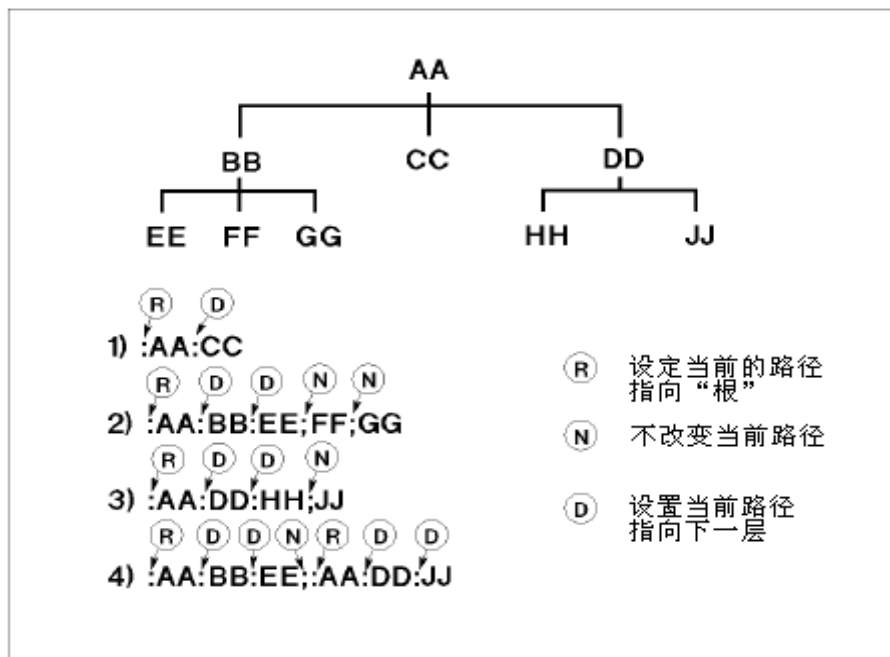 AA
BB CC DD
EE FF GG HH JJ
R D
1) :AA:CC
R D D N N
2) :AA:BB:EE;FF;GG
R D D N
3) :AA:DD:HH;JJ
R D D N R D D
4) :AA:BB:EE;:AA:DD:JJ
R 设定当前的路径
指向“根”
N 不改变当前路径
D 设置当前路径
指向下一层